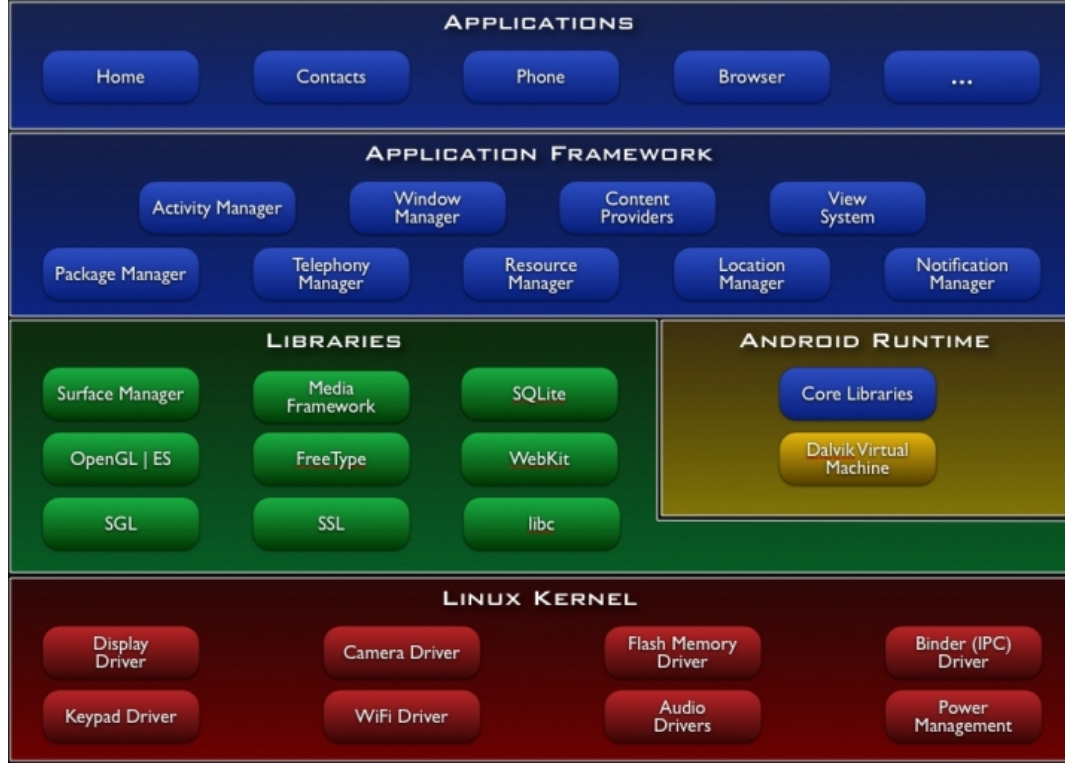 APPLICATIONS
Home
Contacts
Phone
Browser
...
APPLICATION FRAMEWORK
Activity Manager
Window
Manager
Content
Providers
View
System
Package Manager
Telephony
Manager
Resource
Manager
Location
Manager
Notification
Manager
LIBRARIES
Surface Manager
Media
Framework
SQLite
OpenGL | ES
FreeType
WebKit
SGL
SSL
libc
ANDROID RUNTIME
Core Libraries
Dalvik Virtual
Machine
LINUX KERNEL
Display
Driver
Camera Driver
Flash Memory
Driver
Binder (IPC)
Driver
Keypad Driver
WiFi Driver
Audio
Drivers
Power
Management